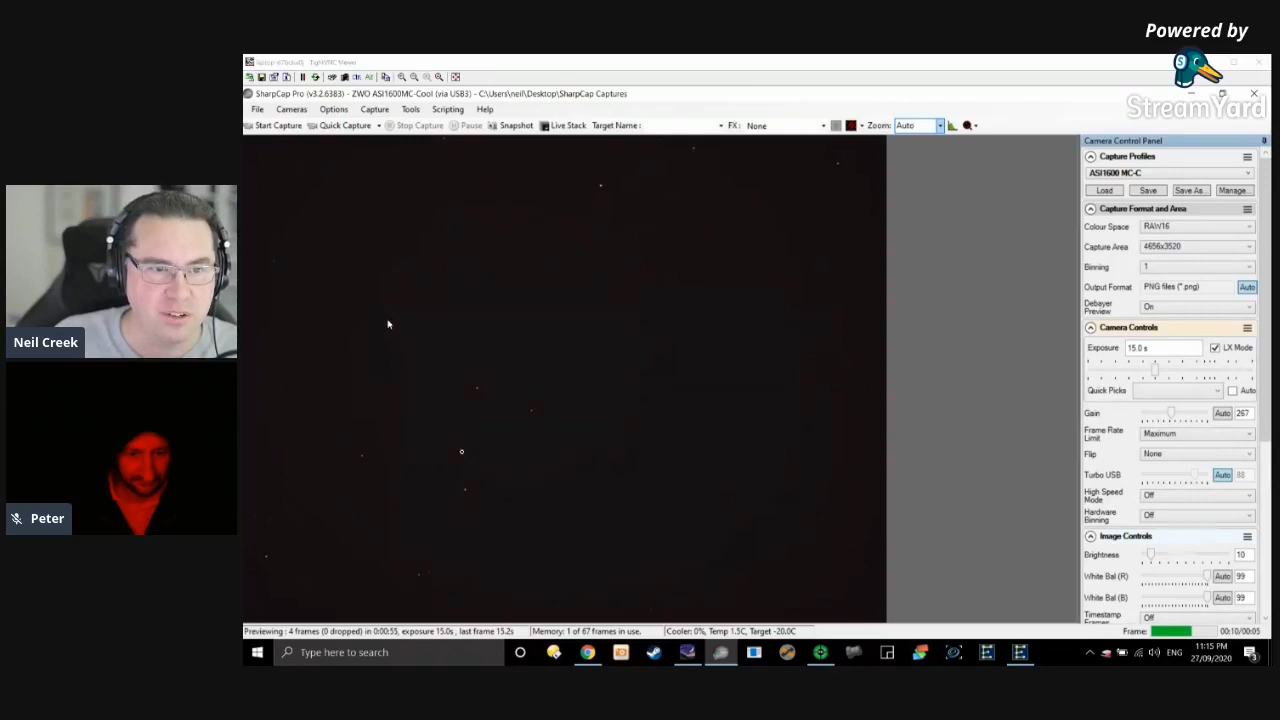 Powered by
StreamYard
TightVNC Viewer
SharpCap Pro (v3.2.6383) - ZWO ASI1600MC-Cool (via USB3) - C:\Users\neil\Desktop\SharpCap Captures
File Cameras Options Capture Tools Scripting Help
Start Capture Quick Capture Stop Capture Pause Snapshot Live Stack Target Name : FX: None Zoom: Auto
Camera Control Panel
Capture Profiles
ASI1600 MC-C
Load Save Save As... Manage...
Capture Format and Area
Colour Space RAW16
Capture Area 4656x3520
Binning 1
Output Format PNG files (*.png) Auto
Debayer Preview On
Camera Controls
Exposure 15.0 s LX Mode
Quick Picks Auto
Gain Auto 267
Frame Rate Limit Maximum
Flip None
Turbo USB Auto 88
High Speed Mode Off
Hardware Binning Off
Image Controls
Brightness 10
White Bal (R) Auto 99
White Bal (B) Auto 99
Timestamp Frames Off
Neil Creek
Peter
Previewing : 4 frames (0 dropped) in 0:00:55, exposure 15.0s , last frame 15.2s Memory: 1 of 67 frames in use. Cooler: 0%, Temp 1.5C, Target -20.0C Frame: 00:10/00:05
Type here to search
ENG
11:15 PM
27/09/2020
3